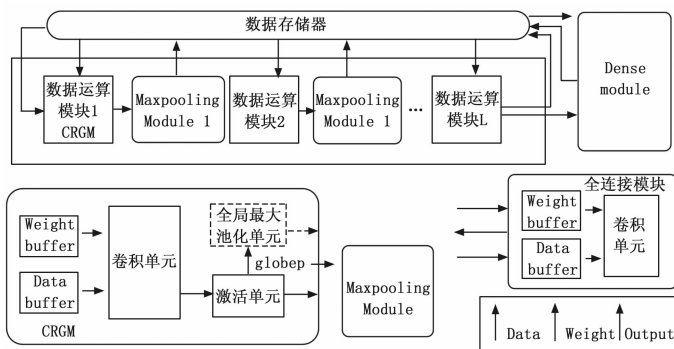 数据存储器
数据运算
模块1
CRGM
Maxpooling
Module 1
数据运算
模块2
Maxpooling
Module 1
...
数据运算
模块L
Dense
module
Weight
buffer
Data
buffer
CRGM
卷积单元
全局最大
池化单元
globep
激活单元
Maxpooling
Module
全连接模块
Weight
buffer
Data
buffer
卷积
单元
Data
Weight
Output